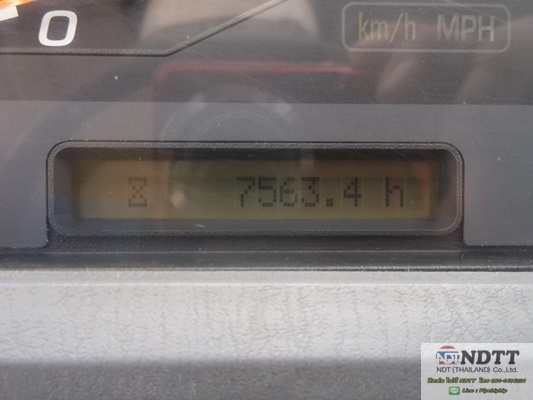 0
km/h MPH
7563.4 h
NDTT
NDT (THAILAND) Co.,Ltd.